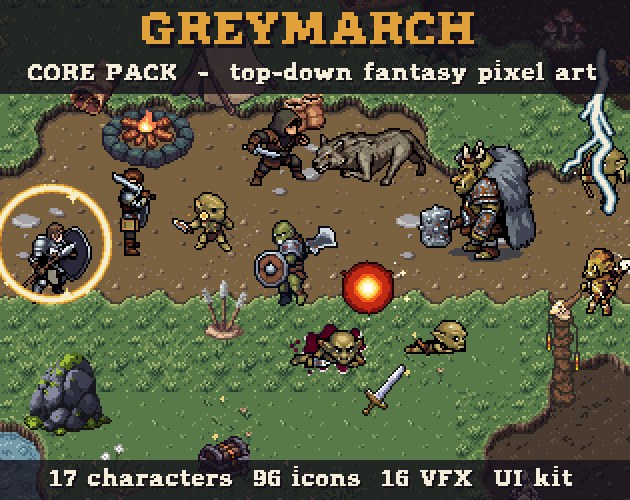 GREYMARCH
CORE PACK - top-down fantasy pixel art
17 characters 96 icons 16 VFX UI kit